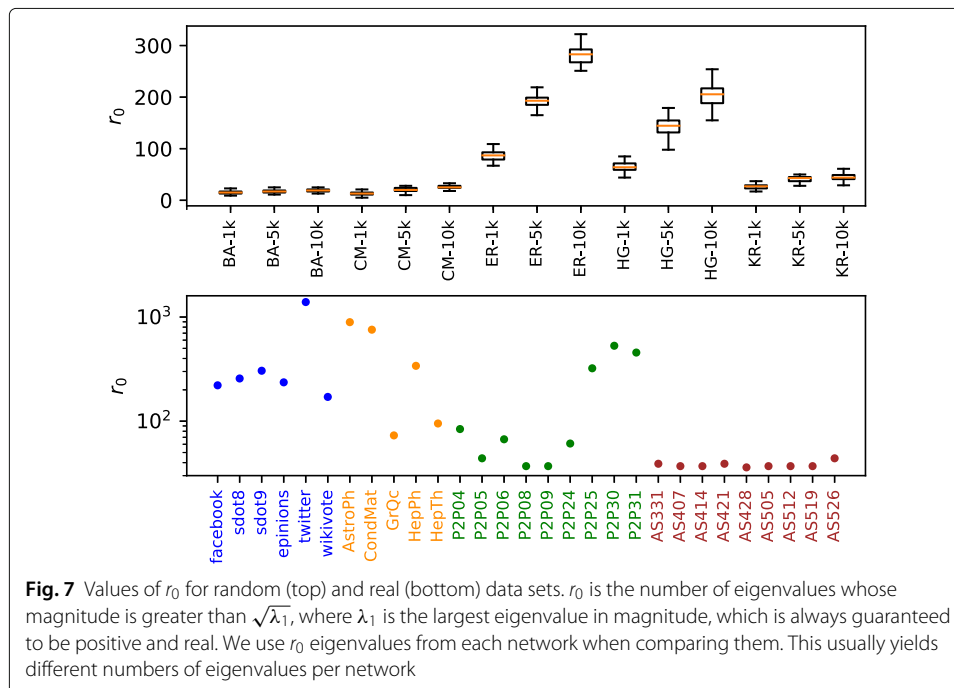 300
200
100
0
r₀
BA-1k
BA-5k
BA-10k
CM-1k
CM-5k
CM-10k
ER-1k
ER-5k
ER-10k
HG-1k
HG-5k
HG-10k
KR-1k
KR-5k
KR-10k
10³
10²
r₀
facebook
sdot8
sdot9
epinions
twitter
wikivote
AstroPh
CondMat
GrQc
HepPh
HepTh
P2P04
P2P05
P2P06
P2P08
P2P09
P2P24
P2P25
P2P30
P2P31
AS331
AS407
AS414
AS421
AS428
AS505
AS512
AS519
AS526
Fig. 7 Values of r₀ for random (top) and real (bottom) data sets. r₀ is the number of eigenvalues whose
magnitude is greater than √λ₁, where λ₁ is the largest eigenvalue in magnitude, which is always guaranteed
to be positive and real. We use r₀ eigenvalues from each network when comparing them. This usually yields
different numbers of eigenvalues per network